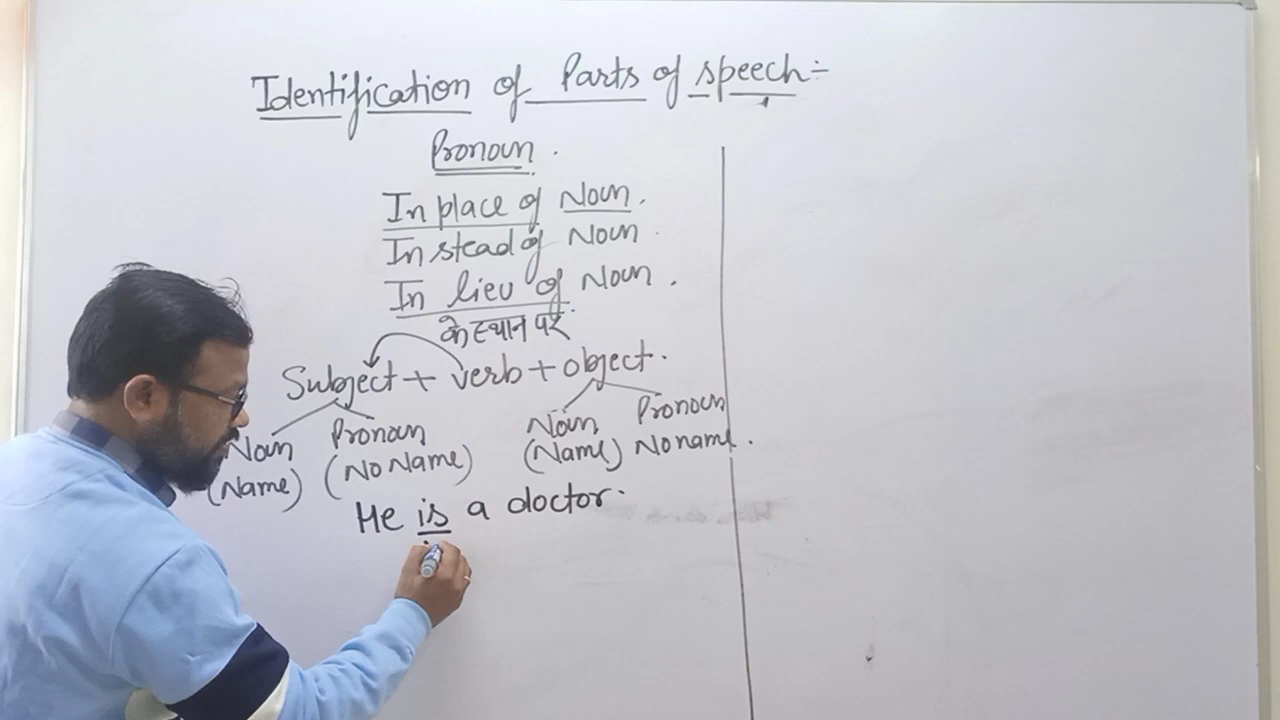 Identification of Parts of speech:-
Pronoun.
In place of Noun.
In stead of Noun.
In lieu of Noun.
के स्थान पर
Subject + verb + object.
Noun Pronoun Noun Pronoun
(Name) (No Name) (Name) No name.
He is a doctor.